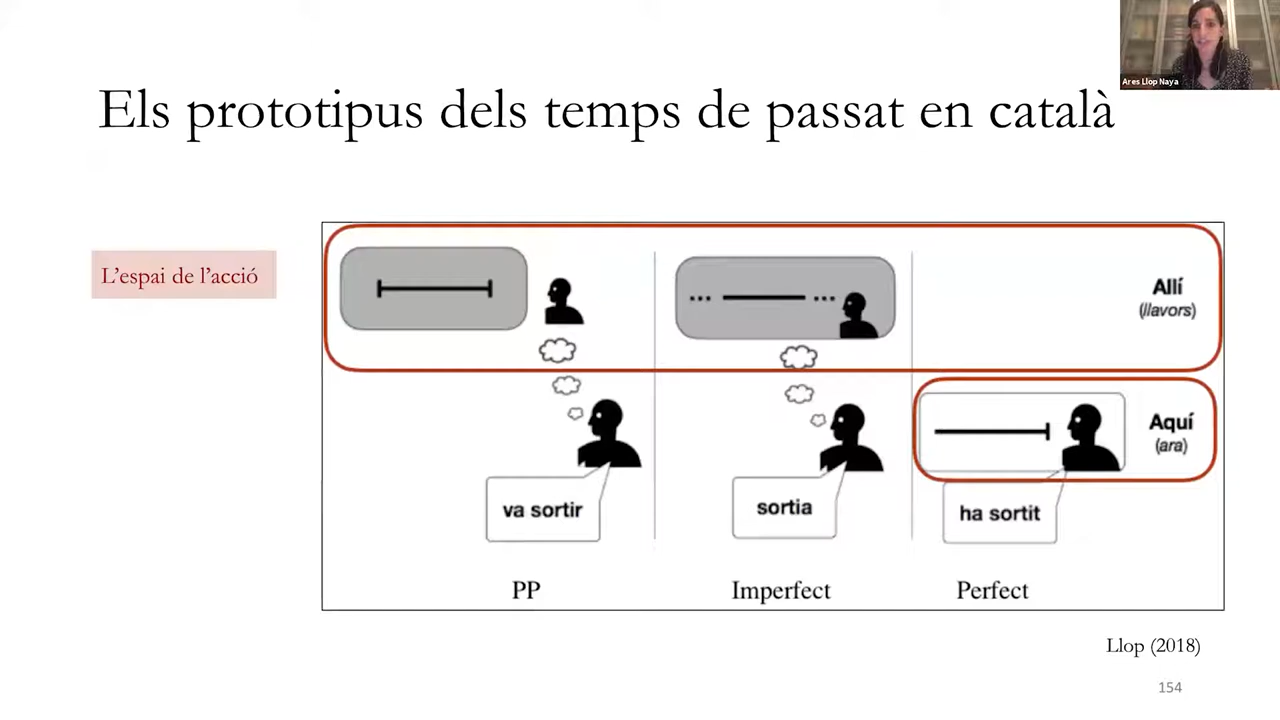 Ares Llop Naya
Els prototipus dels temps de passat en català
L'espai de l'acció
Allí
(llavors)
Aquí
(ara)
va sortir
sortia
ha sortit
PP
Imperfect
Perfect
Llop (2018)
154